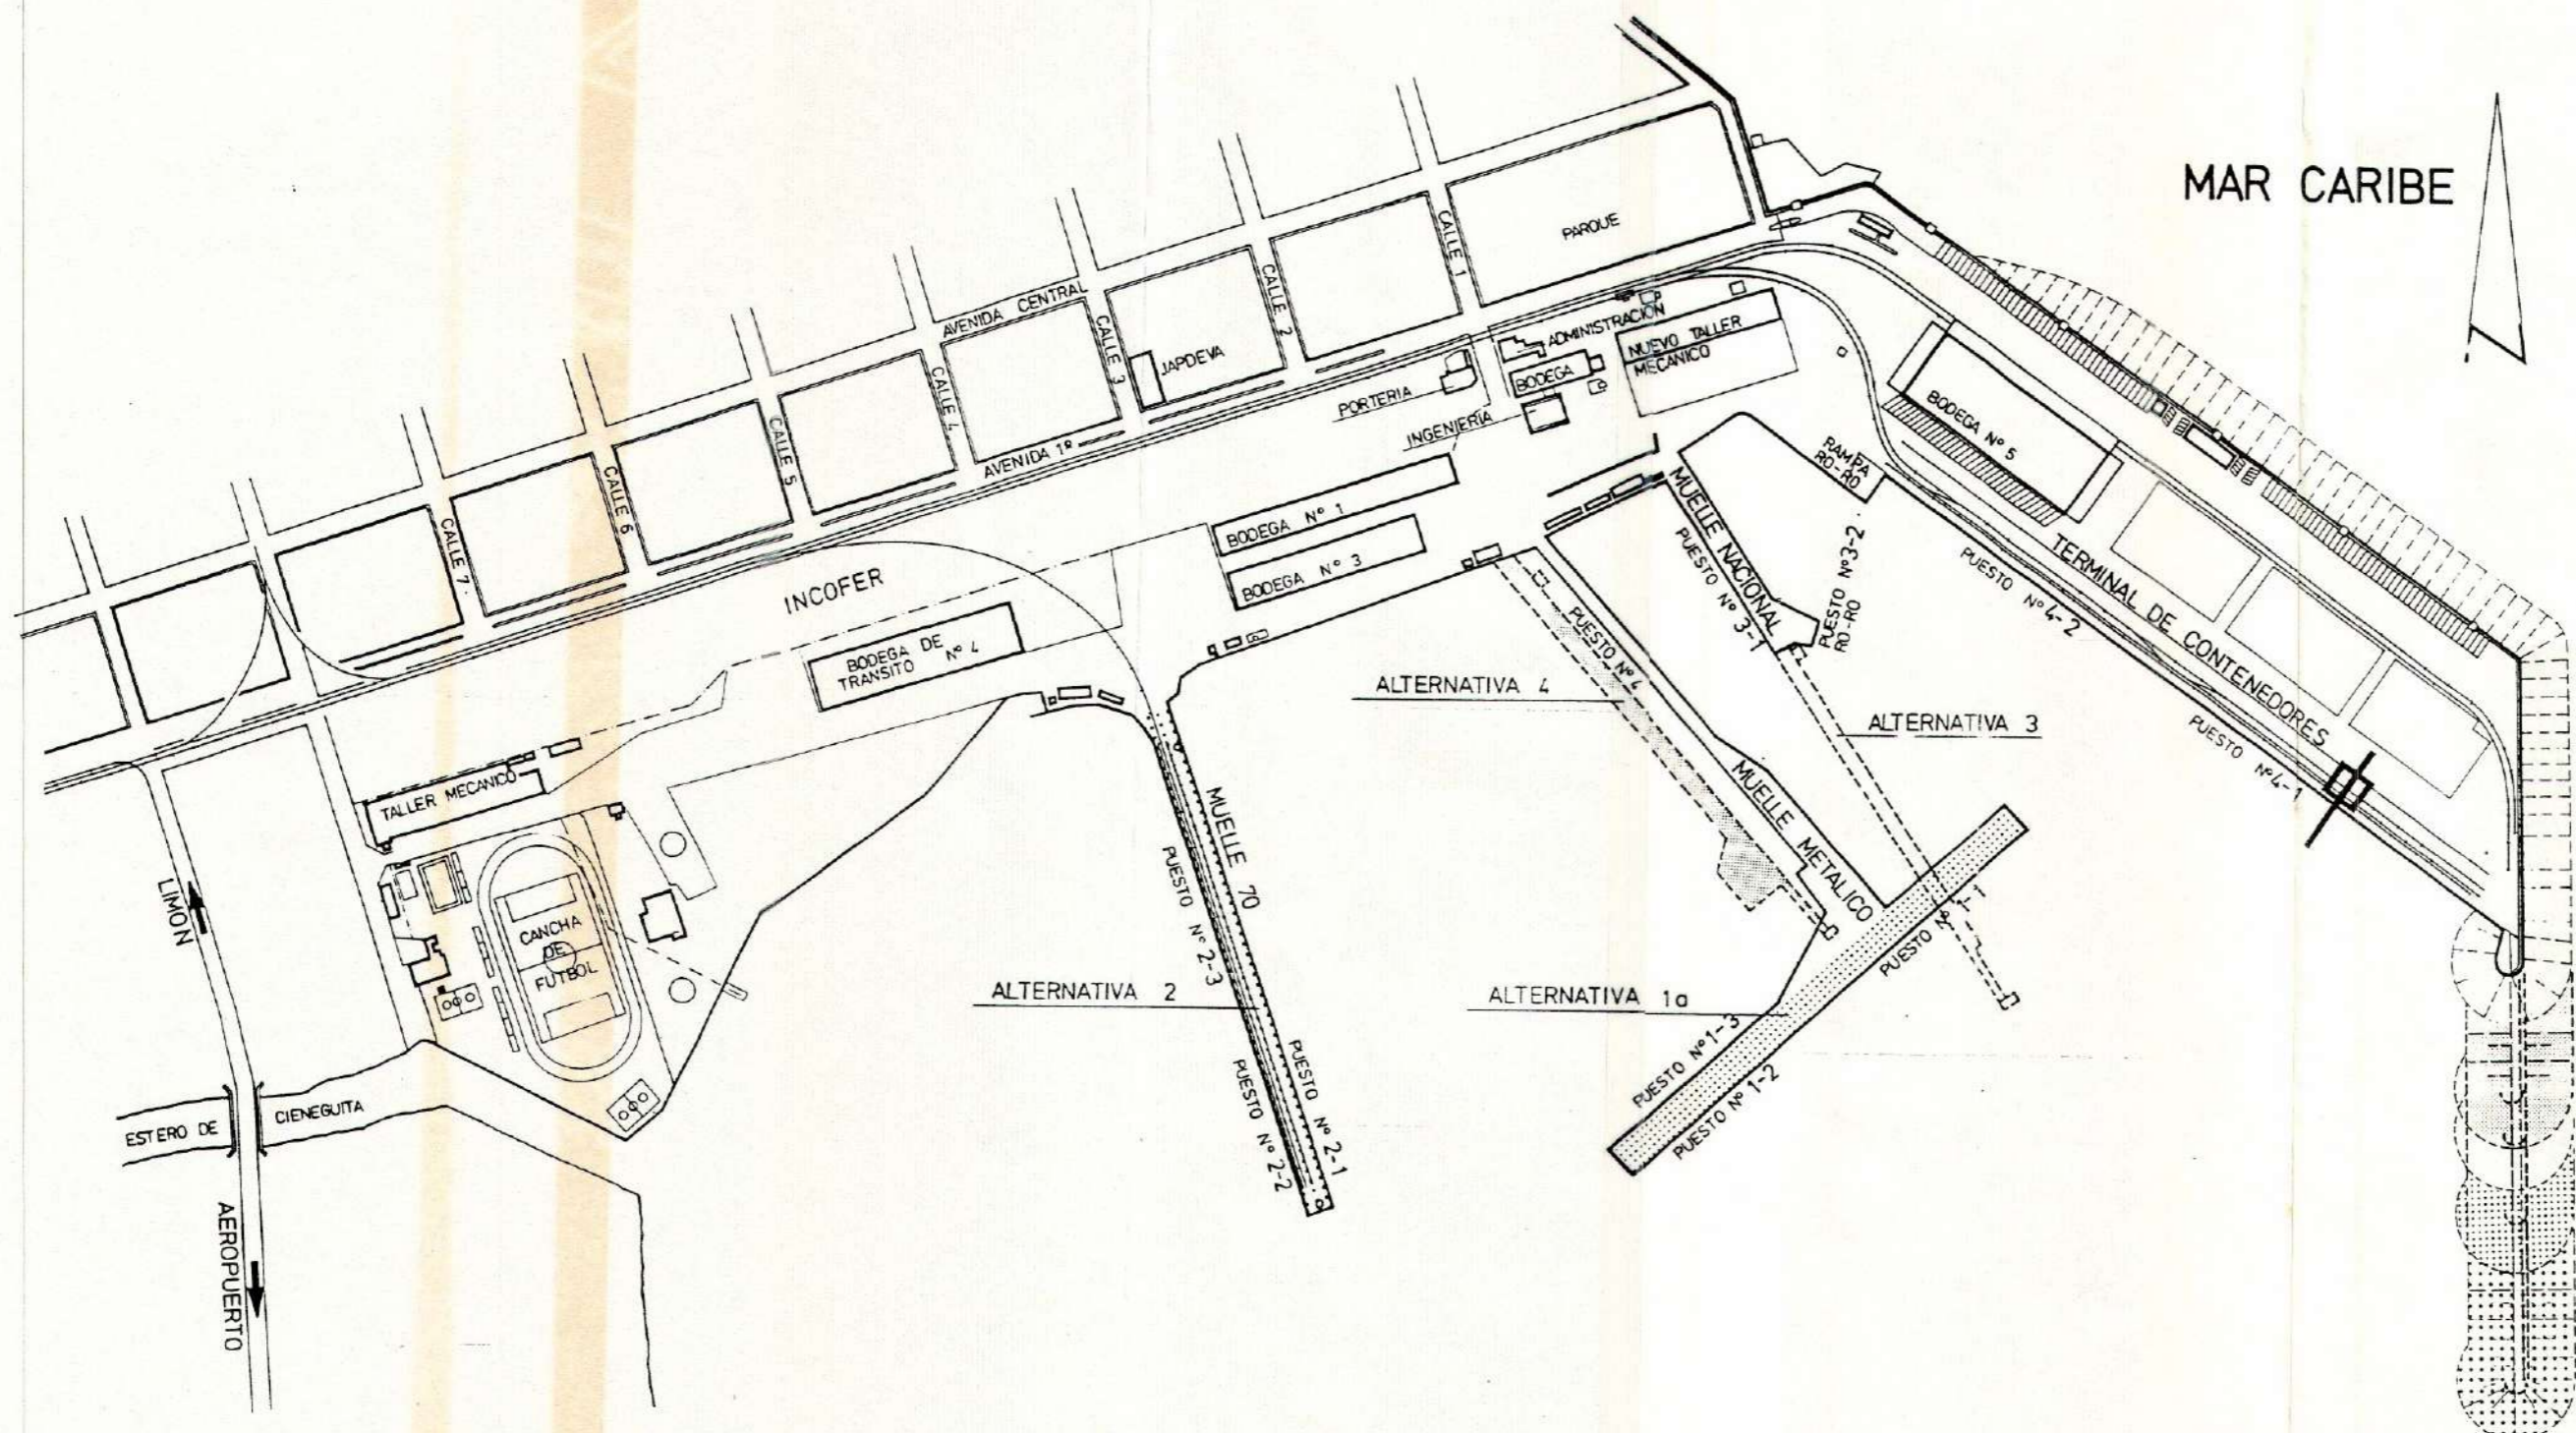 MAR CARIBE
PARQUE
CALLE 1
CALLE 2
CALLE 3
CALLE 4
CALLE 5
CALLE 6
CALLE 7
AVENIDA CENTRAL
AVENIDA 1ª
JAPDEVA
ADMINISTRACION
NUEVO TALLER
MECANICO
BODEGA
PORTERIA
INGENIERIA
BODEGA Nº 5
RAMPA
RO-RO
BODEGA Nº 1
BODEGA Nº 3
INCOFER
BODEGA DE
TRANSITO Nº 4
MUELLE NACIONAL
PUESTO Nº 3-1
PUESTO Nº3-2
RO-RO
PUESTO Nº 4-2
TERMINAL DE CONTENEDORES
PUESTO Nº4-1
PUESTO Nº 4
ALTERNATIVA 4
ALTERNATIVA 3
MUELLE METALICO
TALLER MECANICO
MUELLE 70
PUESTO Nº 2-3
PUESTO Nº 2-1
PUESTO Nº 2-2
ALTERNATIVA 2
ALTERNATIVA 1a
PUESTO Nº 1-1
PUESTO Nº1-3
PUESTO Nº 1-2
CANCHA
DE
FUTBOL
LIMON
ESTERO DE CIENEGUITA
AEROPUERTO